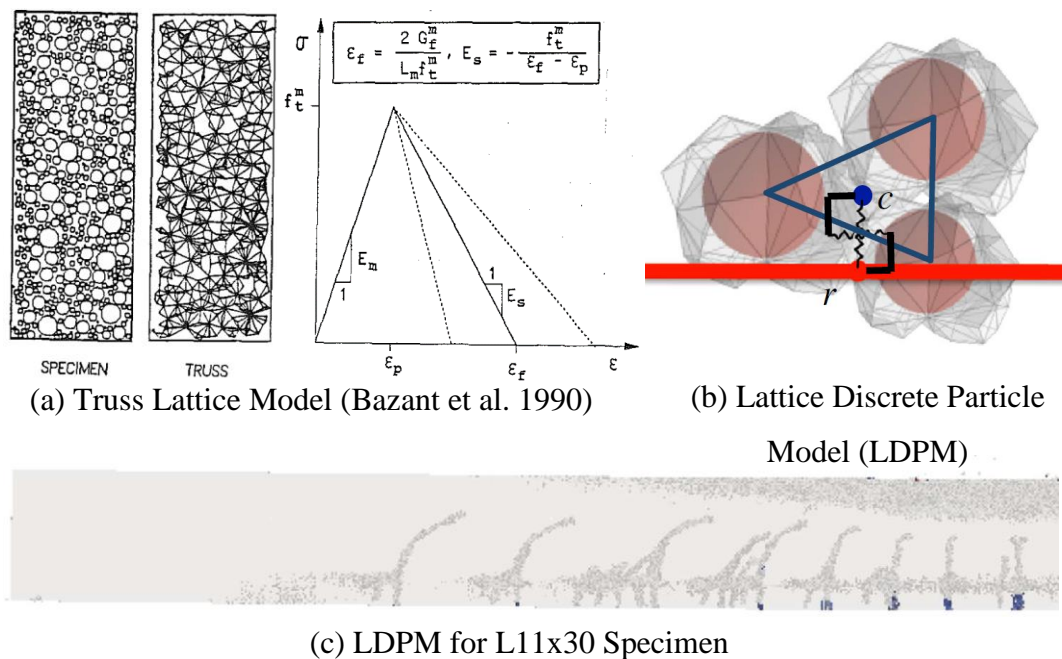 σ
f_t^m
ε_f = 2 G_f^m / L_m f_t^m , E_s = - f_t^m / ε_f - ε_p
E_m
1
1
E_s
ε_p
ε_f
ε
SPECIMEN
TRUSS
(a) Truss Lattice Model (Bazant et al. 1990)
c
r
(b) Lattice Discrete Particle
Model (LDPM)
(c) LDPM for L11x30 Specimen